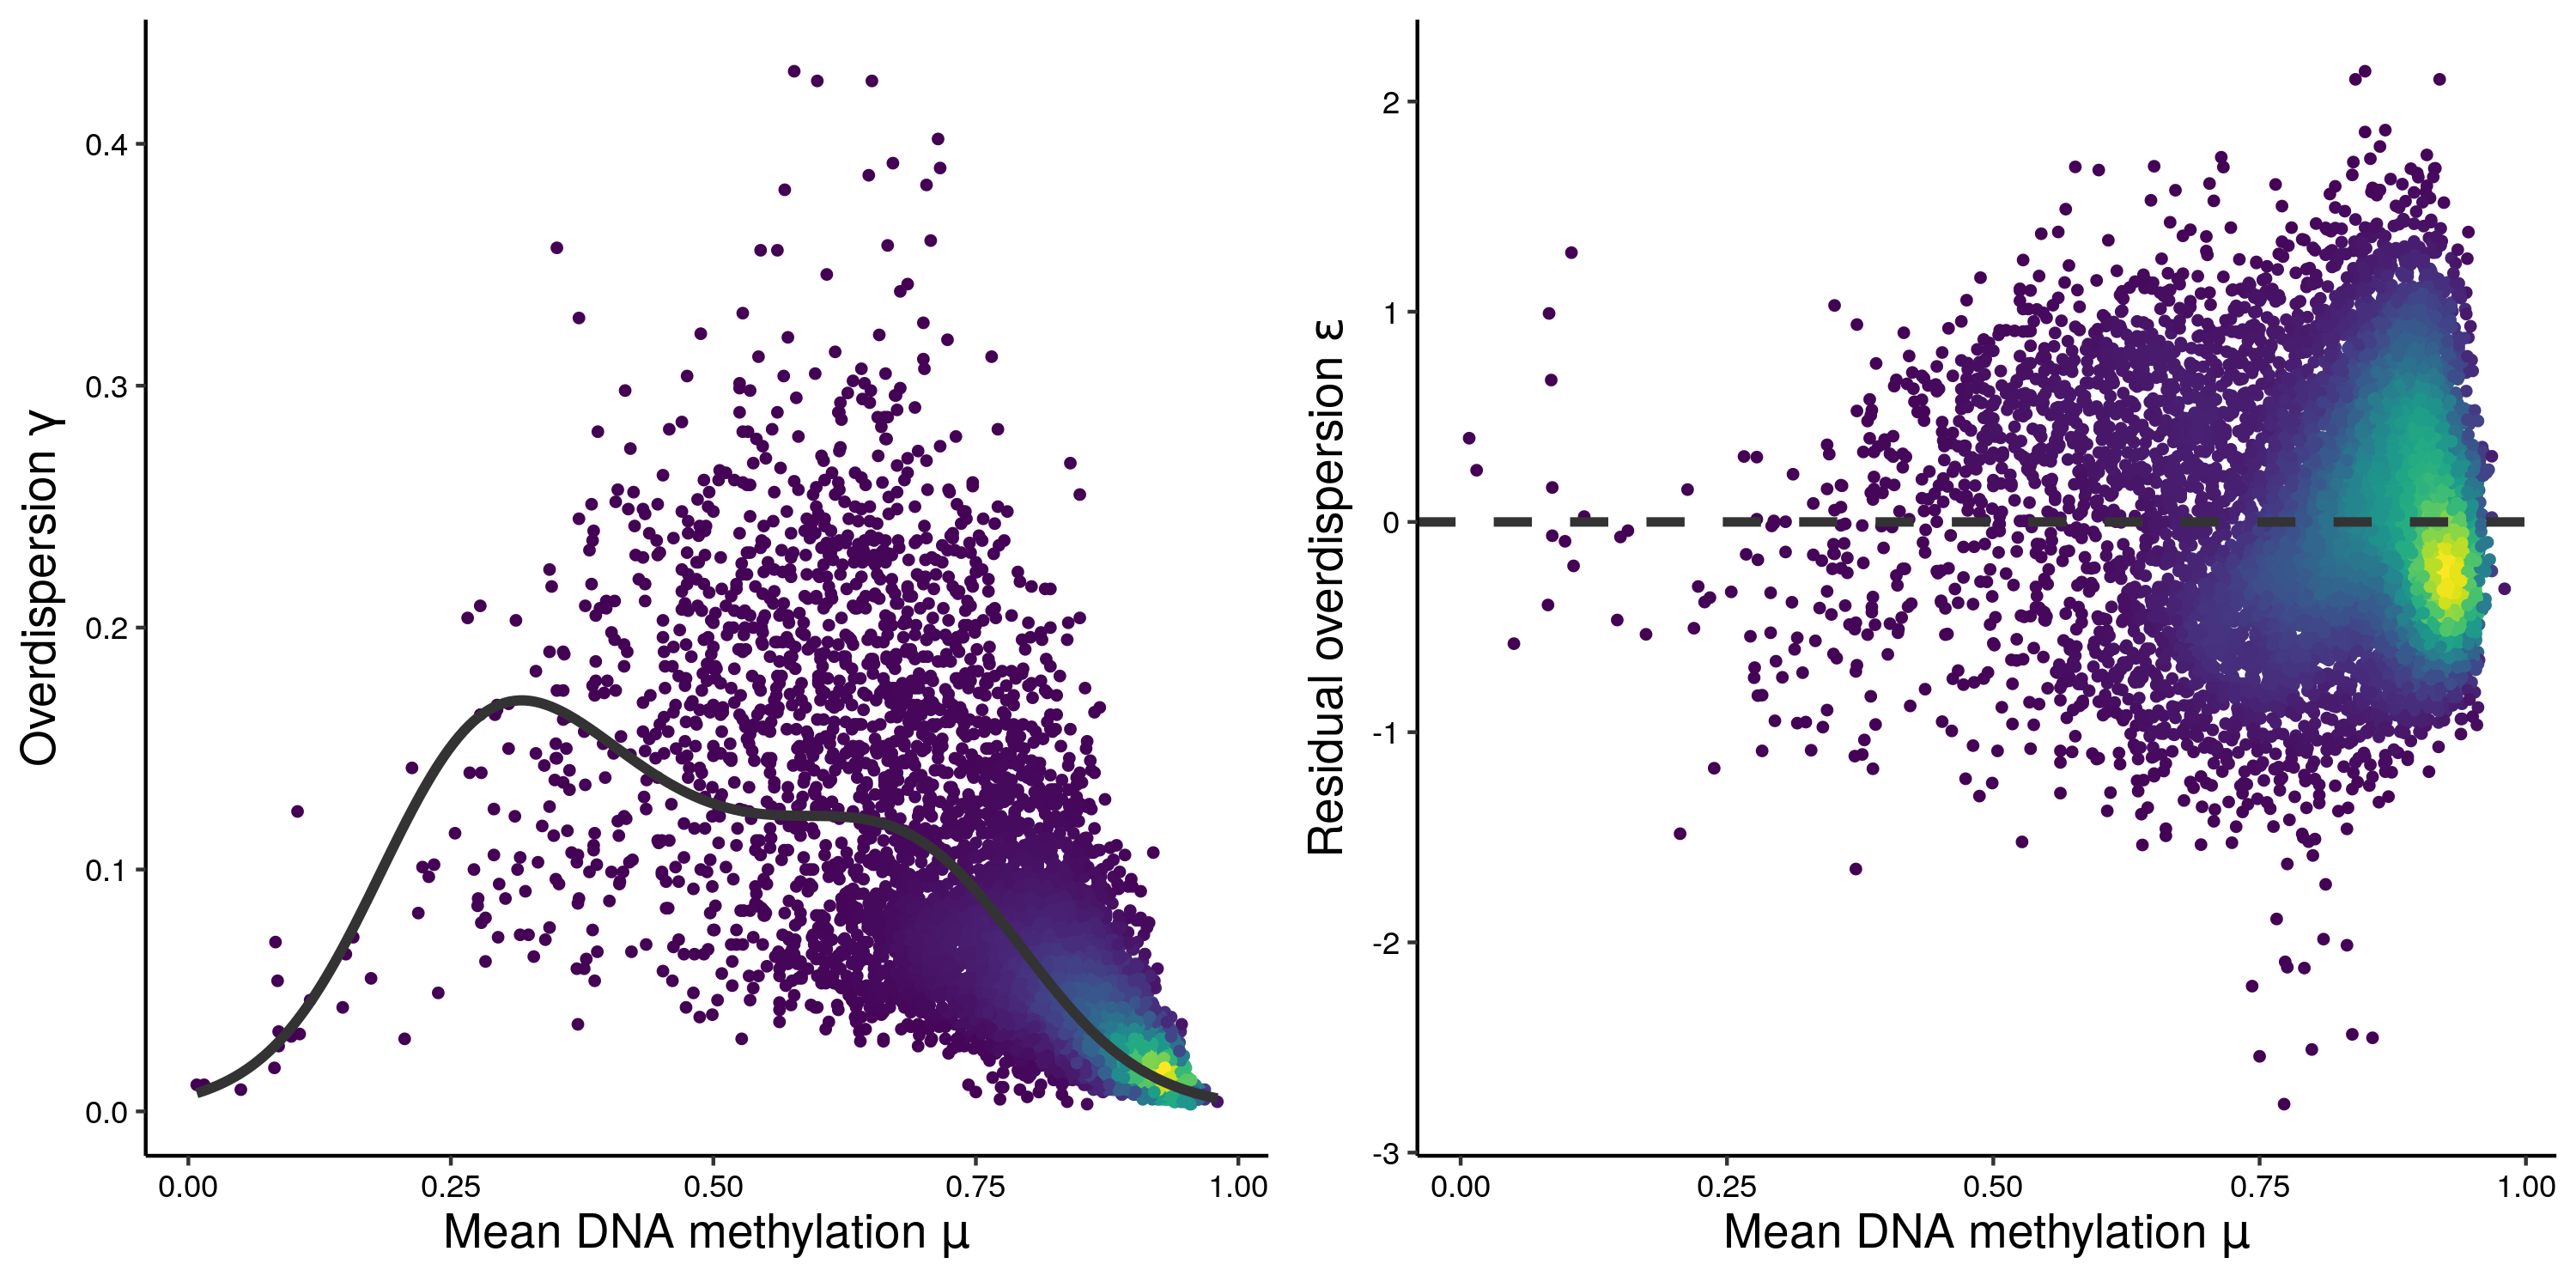 Overdispersion γ
0.4
0.3
0.2
0.1
0.0
0.00 0.25 0.50 0.75 1.00
Mean DNA methylation μ
Residual overdispersion ε
2
1
0
-1
-2
-3
0.00 0.25 0.50 0.75 1.00
Mean DNA methylation μ